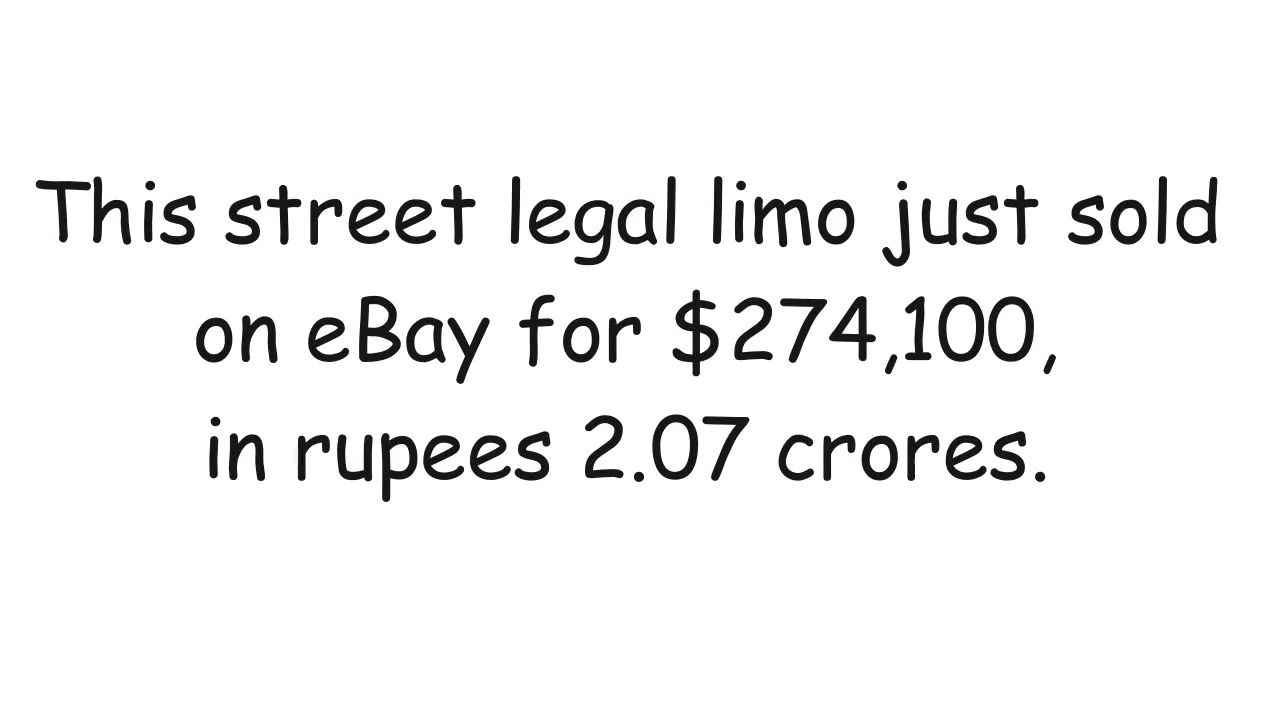 This street legal limo just sold
on eBay for $274,100,
in rupees 2.07 crores.